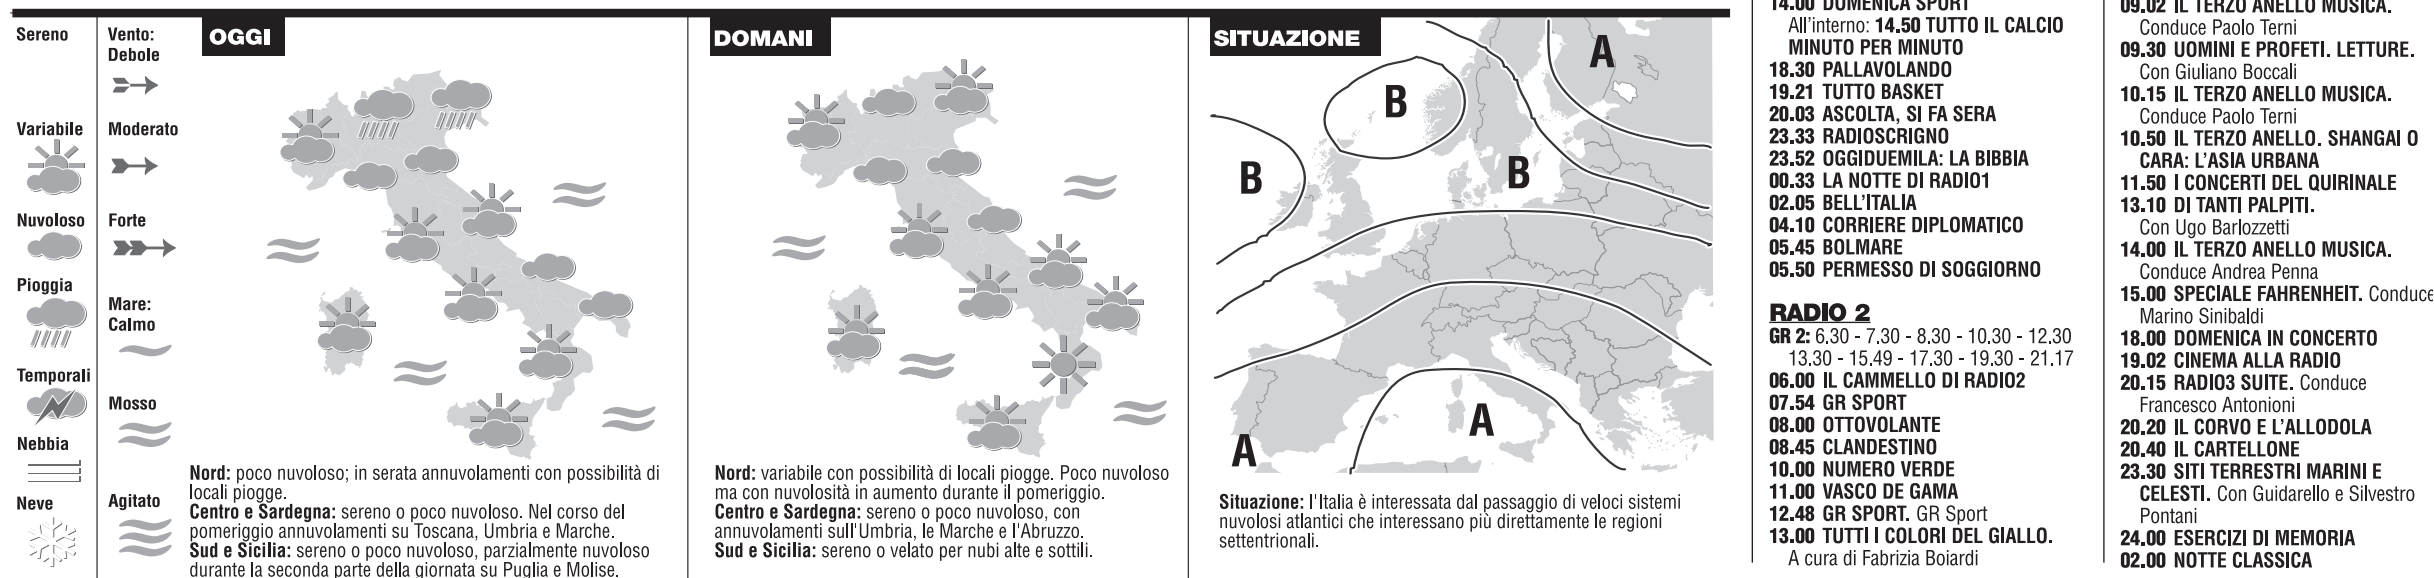 Sereno
Variabile
Nuvoloso
Pioggia
Temporali
Nebbia
Neve
Vento:
Debole
Moderato
Forte
Mare:
Calmo
Mosso
Agitato
OGGI
Nord: poco nuvoloso; in serata annuvolamenti con possibilità di
locali piogge.
Centro e Sardegna: sereno o poco nuvoloso. Nel corso del
pomeriggio annuvolamenti su Toscana, Umbria e Marche.
Sud e Sicilia: sereno o poco nuvoloso, parzialmente nuvoloso
durante la seconda parte della giornata su Puglia e Molise.
DOMANI
Nord: variabile con possibilità di locali piogge. Poco nuvoloso
ma con nuvolosità in aumento durante il pomeriggio.
Centro e Sardegna: sereno o poco nuvoloso, con
annuvolamenti sull'Umbria, le Marche e l'Abruzzo.
Sud e Sicilia: sereno o velato per nubi alte e sottili.
SITUAZIONE
A
B
B
B
A
A
Situazione: l'Italia è interessata dal passaggio di veloci sistemi
nuvolosi atlantici che interessano più direttamente le regioni
settentrionali.
14.00 DOMENICA SPORT
All'interno: 14.50 TUTTO IL CALCIO
MINUTO PER MINUTO
18.30 PALLAVOLANDO
19.21 TUTTO BASKET
20.03 ASCOLTA, SI FA SERA
23.33 RADIOSCRIGNO
23.52 OGGIDUEMILA: LA BIBBIA
00.33 LA NOTTE DI RADIO1
02.05 BELL'ITALIA
04.10 CORRIERE DIPLOMATICO
05.45 BOLMARE
05.50 PERMESSO DI SOGGIORNO
RADIO 2
GR 2: 6.30 - 7.30 - 8.30 - 10.30 - 12.30
13.30 - 15.49 - 17.30 - 19.30 - 21.17
06.00 IL CAMMELLO DI RADIO2
07.54 GR SPORT
08.00 OTTOVOLANTE
08.45 CLANDESTINO
10.00 NUMERO VERDE
11.00 VASCO DE GAMA
12.48 GR SPORT. GR Sport
13.00 TUTTI I COLORI DEL GIALLO.
A cura di Fabrizia Boiardi
09.02 IL TERZO ANELLO MUSICA.
Conduce Paolo Terni
09.30 UOMINI E PROFETI. LETTURE.
Con Giuliano Boccali
10.15 IL TERZO ANELLO MUSICA.
Conduce Paolo Terni
10.50 IL TERZO ANELLO. SHANGAI O
CARA: L'ASIA URBANA
11.50 I CONCERTI DEL QUIRINALE
13.10 DI TANTI PALPITI.
Con Ugo Barlozzetti
14.00 IL TERZO ANELLO MUSICA.
Conduce Andrea Penna
15.00 SPECIALE FAHRENHEIT. Conduce
Marino Sinibaldi
18.00 DOMENICA IN CONCERTO
19.02 CINEMA ALLA RADIO
20.15 RADIO3 SUITE. Conduce
Francesco Antonioni
20.20 IL CORVO E L'ALLODOLA
20.40 IL CARTELLONE
23.30 SITI TERRESTRI MARINI E
CELESTI. Con Guidarello e Silvestro
Pontani
24.00 ESERCIZI DI MEMORIA
02.00 NOTTE CLASSICA